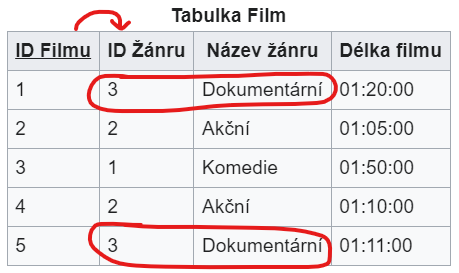 Tabulka Film
ID Filmu ID Žánru Název žánru Délka filmu
1 3 Dokumentární 01:20:00
2 2 Akční 01:05:00
3 1 Komedie 01:50:00
4 2 Akční 01:10:00
5 3 Dokumentární 01:11:00